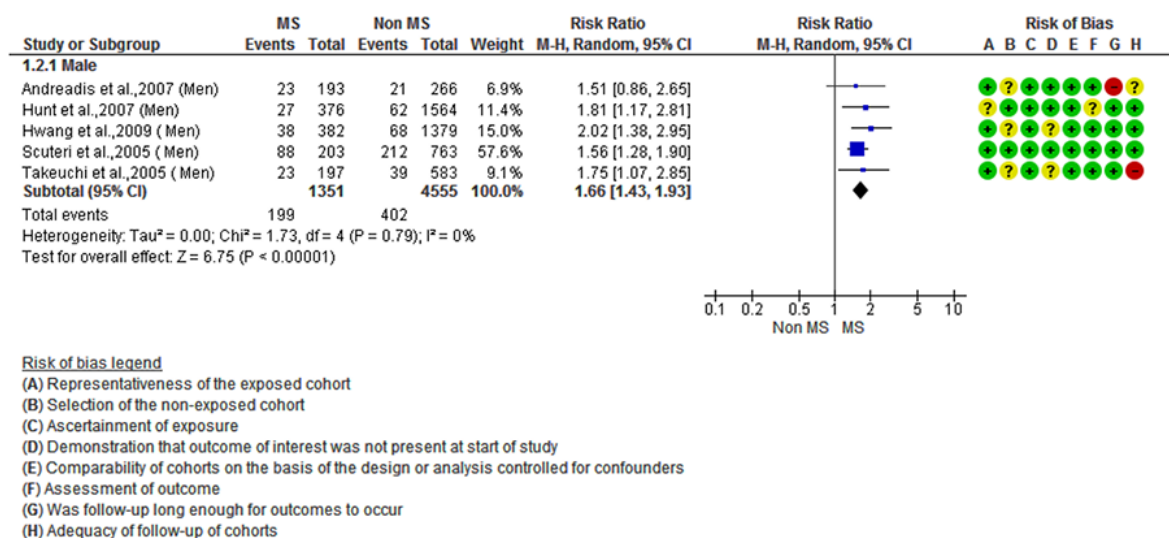 MS Non MS Risk Ratio Risk Ratio Risk of Bias
Study or Subgroup Events Total Events Total Weight M-H, Random, 95% CI M-H, Random, 95% CI A B C D E F G H
1.2.1 Male
Andreadis et al.,2007 (Men) 23 193 21 266 6.9% 1.51 [0.86, 2.65] + ? + + + + - ?
Hunt et al.,2007 (Men) 27 376 62 1564 11.4% 1.81 [1.17, 2.81] ? + + + + ? + +
Hwang et al.,2009 ( Men) 38 382 68 1379 15.0% 2.02 [1.38, 2.95] + ? + ? + + + +
Scuteri et al.,2005 ( Men) 88 203 212 763 57.6% 1.56 [1.28, 1.90] + + + + + + + +
Takeuchi et al.,2005 ( Men) 23 197 39 583 9.1% 1.75 [1.07, 2.85] + ? + ? + + + -
Subtotal (95% CI) 1351 4555 100.0% 1.66 [1.43, 1.93]
Total events 199 402
Heterogeneity: Tau² = 0.00; Chi² = 1.73, df = 4 (P = 0.79); I² = 0%
Test for overall effect: Z = 6.75 (P < 0.00001)
0.1 0.2 0.5 1 2 5 10
Non MS MS
Risk of bias legend
(A) Representativeness of the exposed cohort
(B) Selection of the non-exposed cohort
(C) Ascertainment of exposure
(D) Demonstration that outcome of interest was not present at start of study
(E) Comparability of cohorts on the basis of the design or analysis controlled for confounders
(F) Assessment of outcome
(G) Was follow-up long enough for outcomes to occur
(H) Adequacy of follow-up of cohorts